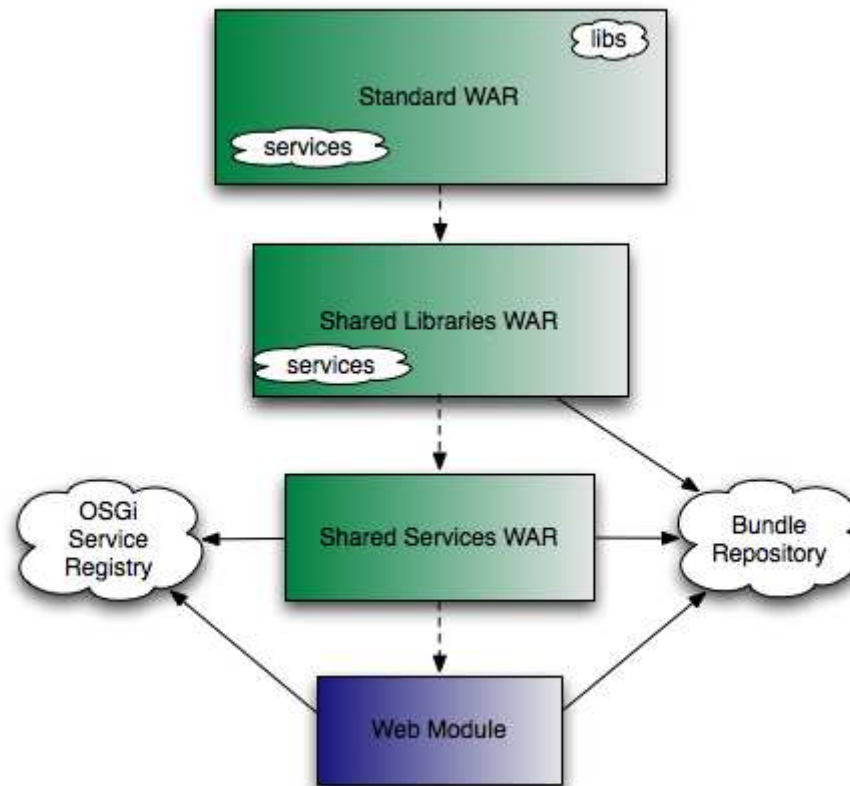 libs
Standard WAR
services
Shared Libraries WAR
services
OSGi
Service
Registry
Shared Services WAR
Bundle
Repository
Web Module